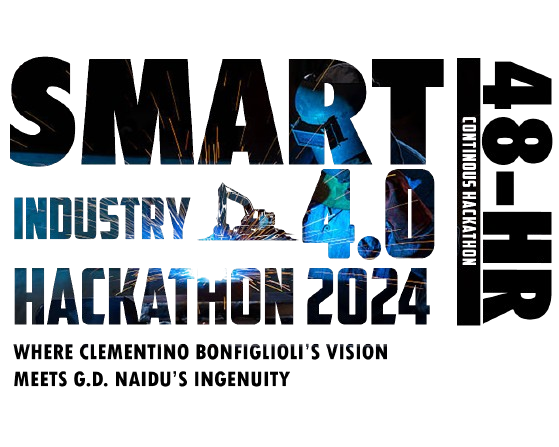 SMART
INDUSTRY 4.0
HACKATHON 2024
WHERE CLEMENTINO BONFIGLIOLI'S VISION
MEETS G.D. NAIDU'S INGENUITY
48-HR
CONTINOUS HACKATHON